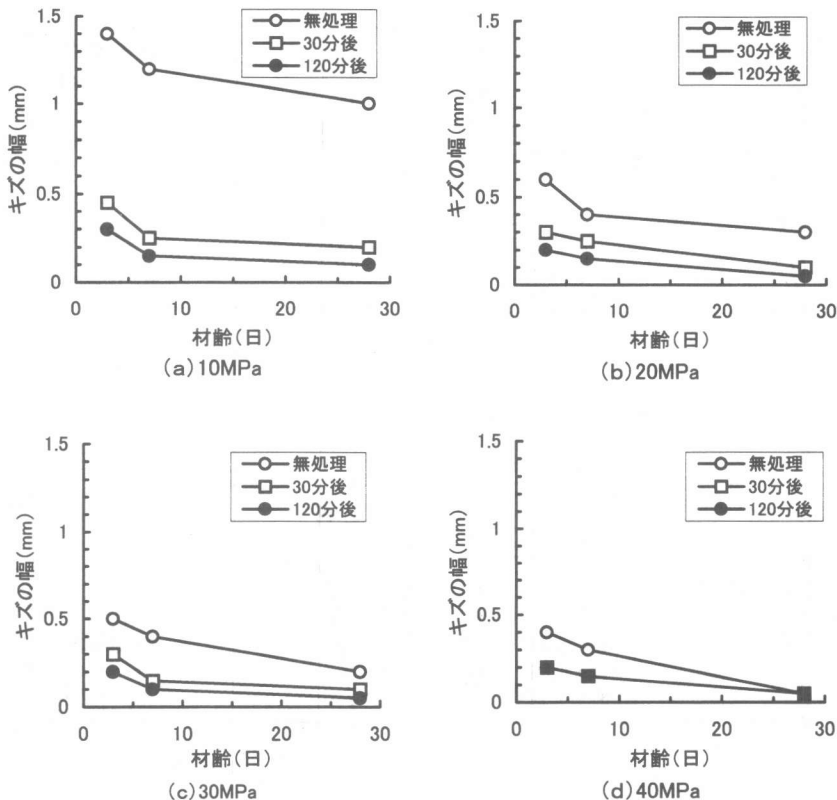 1.5
1
0.5
0
キズの幅(mm)
無処理
30分後
120分後
0
10
20
30
材齢(日)
(a)10MPa
1.5
1
0.5
0
キズの幅(mm)
無処理
30分後
120分後
0
10
20
30
材齢(日)
(b)20MPa
1.5
1
0.5
0
キズの幅(mm)
無処理
30分後
120分後
0
10
20
30
材齢(日)
(c)30MPa
1.5
1
0.5
0
キズの幅(mm)
無処理
30分後
120分後
0
10
20
30
材齢(日)
(d)40MPa